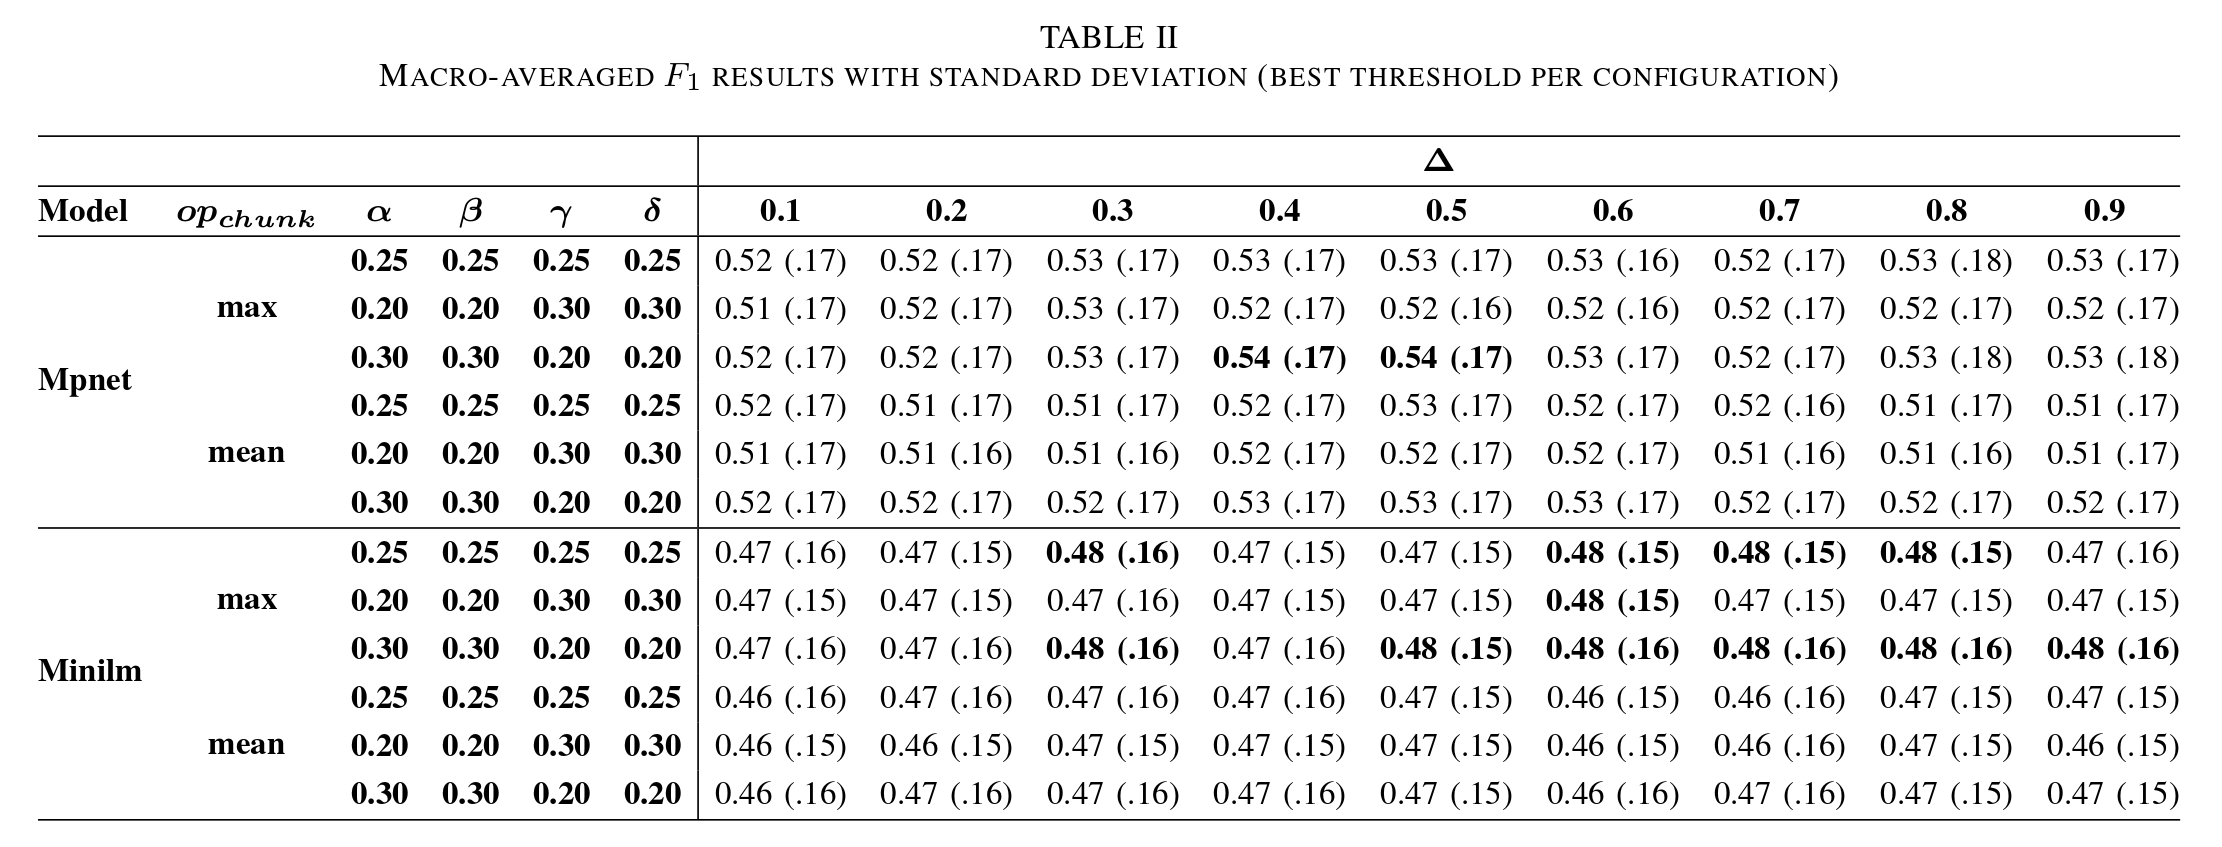 TABLE II
MACRO-AVERAGED F1 RESULTS WITH STANDARD DEVIATION (BEST THRESHOLD PER CONFIGURATION)
Δ
Model opchunk α β γ δ 0.1 0.2 0.3 0.4 0.5 0.6 0.7 0.8 0.9
0.25 0.25 0.25 0.25 0.52 (.17) 0.52 (.17) 0.53 (.17) 0.53 (.17) 0.53 (.17) 0.53 (.16) 0.52 (.17) 0.53 (.18) 0.53 (.17)
max 0.20 0.20 0.30 0.30 0.51 (.17) 0.52 (.17) 0.53 (.17) 0.52 (.17) 0.52 (.16) 0.52 (.16) 0.52 (.17) 0.52 (.17) 0.52 (.17)
0.30 0.30 0.20 0.20 0.52 (.17) 0.52 (.17) 0.53 (.17) 0.54 (.17) 0.54 (.17) 0.53 (.17) 0.52 (.17) 0.53 (.18) 0.53 (.18)
Mpnet
0.25 0.25 0.25 0.25 0.52 (.17) 0.51 (.17) 0.51 (.17) 0.52 (.17) 0.53 (.17) 0.52 (.17) 0.52 (.16) 0.51 (.17) 0.51 (.17)
mean 0.20 0.20 0.30 0.30 0.51 (.17) 0.51 (.16) 0.51 (.16) 0.52 (.17) 0.52 (.17) 0.52 (.17) 0.51 (.16) 0.51 (.16) 0.51 (.17)
0.30 0.30 0.20 0.20 0.52 (.17) 0.52 (.17) 0.52 (.17) 0.53 (.17) 0.53 (.17) 0.53 (.17) 0.52 (.17) 0.52 (.17) 0.52 (.17)
0.25 0.25 0.25 0.25 0.47 (.16) 0.47 (.15) 0.48 (.16) 0.47 (.15) 0.47 (.15) 0.48 (.15) 0.48 (.15) 0.48 (.15) 0.47 (.16)
max 0.20 0.20 0.30 0.30 0.47 (.15) 0.47 (.15) 0.47 (.16) 0.47 (.15) 0.47 (.15) 0.48 (.15) 0.47 (.15) 0.47 (.15) 0.47 (.15)
0.30 0.30 0.20 0.20 0.47 (.16) 0.47 (.16) 0.48 (.16) 0.47 (.16) 0.48 (.15) 0.48 (.16) 0.48 (.16) 0.48 (.16) 0.48 (.16)
Minilm
0.25 0.25 0.25 0.25 0.46 (.16) 0.47 (.16) 0.47 (.16) 0.47 (.16) 0.47 (.15) 0.46 (.15) 0.46 (.16) 0.47 (.15) 0.47 (.15)
mean 0.20 0.20 0.30 0.30 0.46 (.15) 0.46 (.15) 0.47 (.15) 0.47 (.15) 0.47 (.15) 0.46 (.15) 0.46 (.16) 0.47 (.15) 0.46 (.15)
0.30 0.30 0.20 0.20 0.46 (.16) 0.47 (.16) 0.47 (.16) 0.47 (.16) 0.47 (.15) 0.46 (.16) 0.47 (.16) 0.47 (.15) 0.47 (.15)